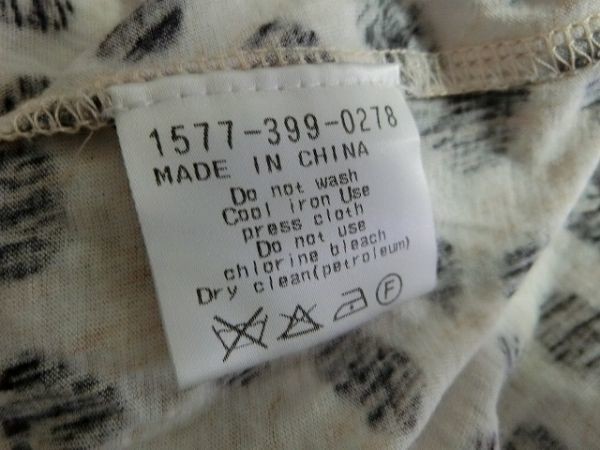 1577-399-0278
MADE IN CHINA
Do not wash
Cool iron Use
press cloth
Do not use
chlorine bleach
Dry clean(petroleum)
F